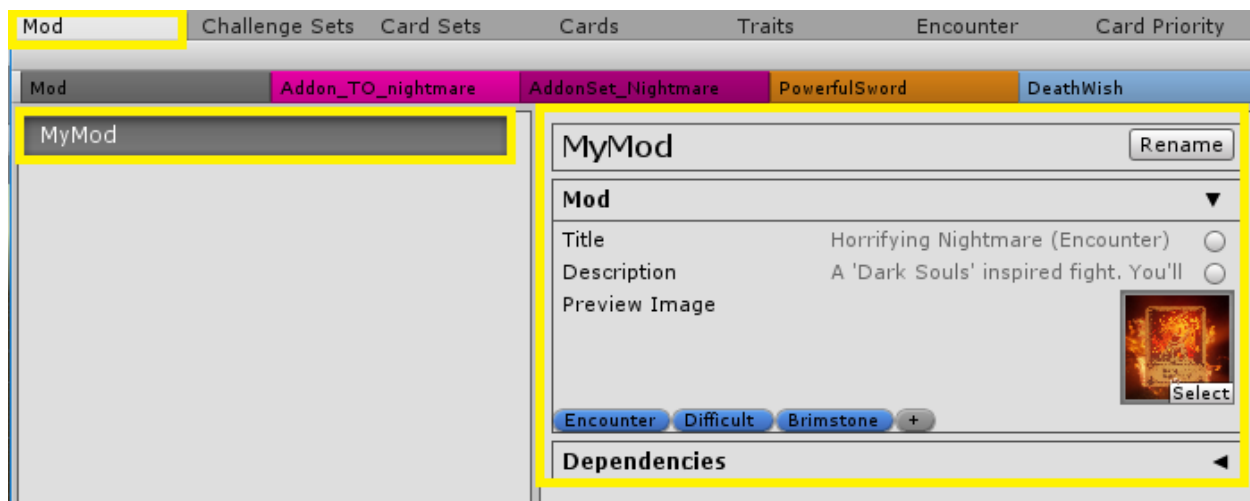 Mod Challenge Sets Card Sets Cards Traits Encounter Card Priority
Mod Addon_TO_nightmare AddonSet_Nightmare PowerfulSword DeathWish
MyMod
MyMod Rename
Mod
Title Horrifying Nightmare (Encounter)
Description A 'Dark Souls' inspired fight. You'll
Preview Image
Select
Encounter Difficult Brimstone +
Dependencies